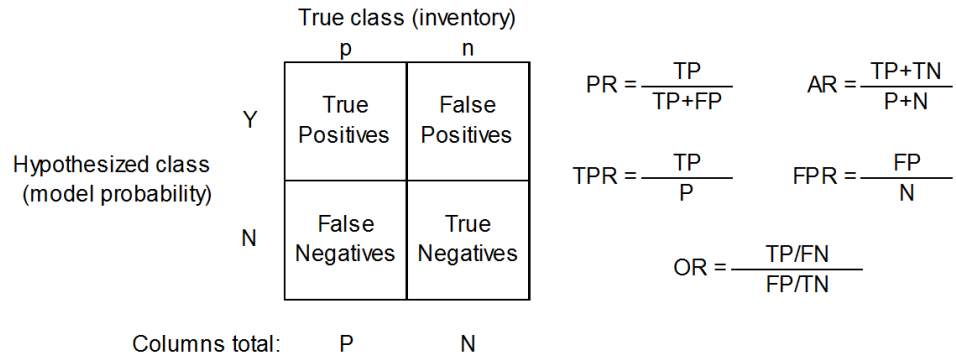 True class (inventory)
p n
Y
True
Positives
False
Positives
Hypothesized class
(model probability)
N
False
Negatives
True
Negatives
Columns total: P N
PR = TP
TP+FP
AR = TP+TN
P+N
TPR = TP
P
FPR = FP
N
OR = TP/FN
FP/TN